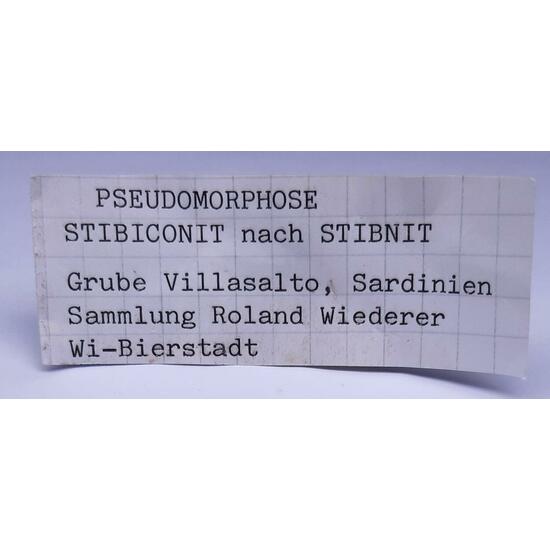 PSEUDOMORPHOSE
STIBICONIT nach STIBNIT
Grube Villasalto, Sardinien
Sammlung Roland Wiederer
Wi-Bierstadt